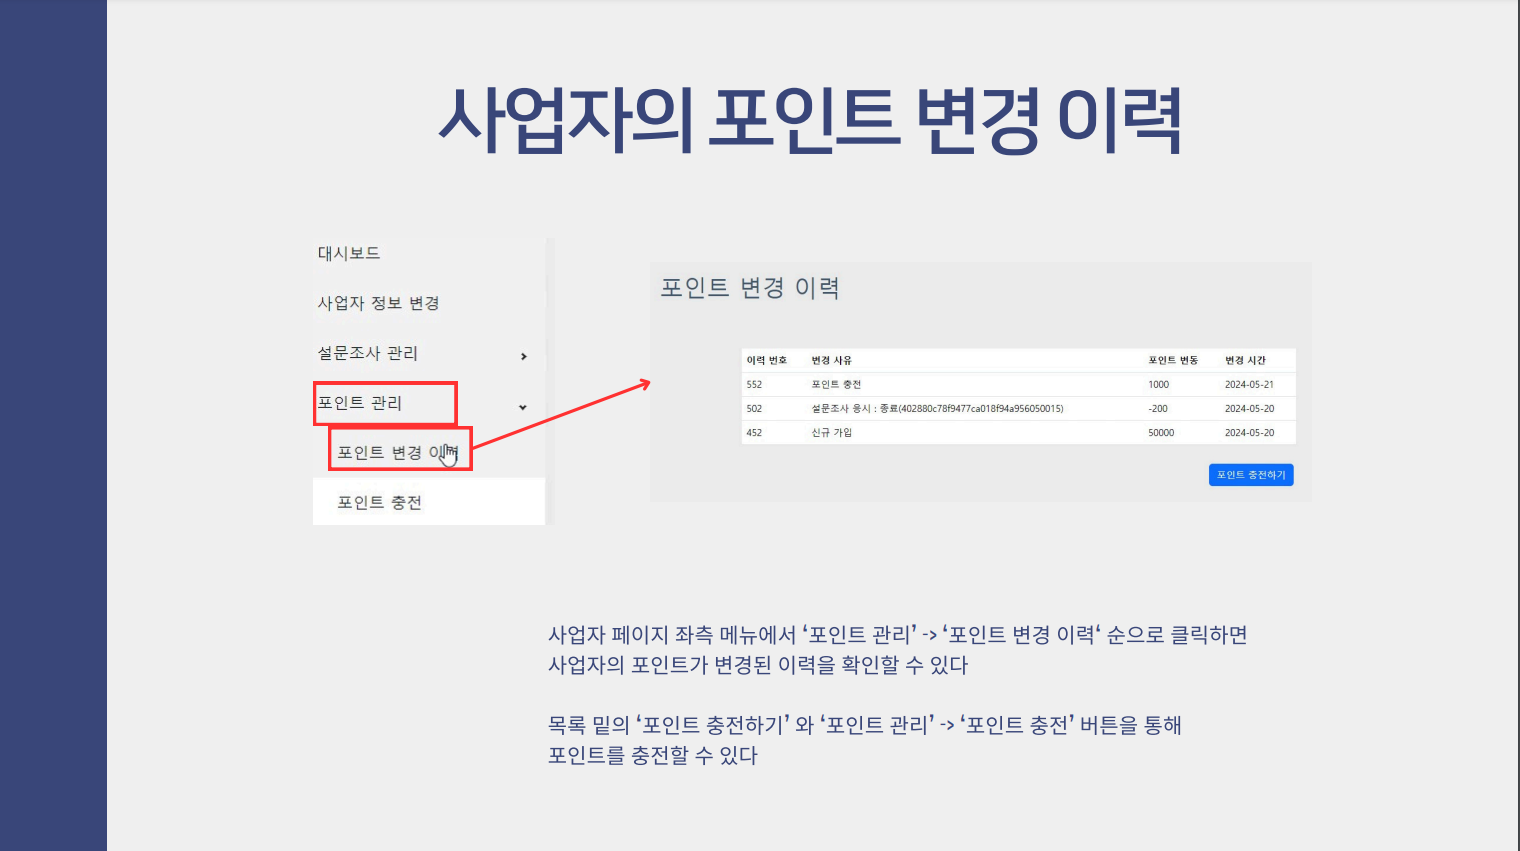 사업자의 포인트 변경 이력
대시보드
사업자 정보 변경
설문조사 관리
포인트 관리
포인트 변경 이력
포인트 충전
포인트 변경 이력
이력 번호 변경 사유 포인트 변동 변경 시간
552 포인트 충전 1000 2024-05-21
502 설문조사 응시 : 종료(402880c78f9477ca018f94a956050015) -200 2024-05-20
452 신규 가입 50000 2024-05-20
포인트 충전하기
사업자 페이지 좌측 메뉴에서 ‘포인트 관리’ -> ‘포인트 변경 이력‘ 순으로 클릭하면
사업자의 포인트가 변경된 이력을 확인할 수 있다
목록 밑의 ‘포인트 충전하기’ 와 ‘포인트 관리’ -> ‘포인트 충전’ 버튼을 통해
포인트를 충전할 수 있다